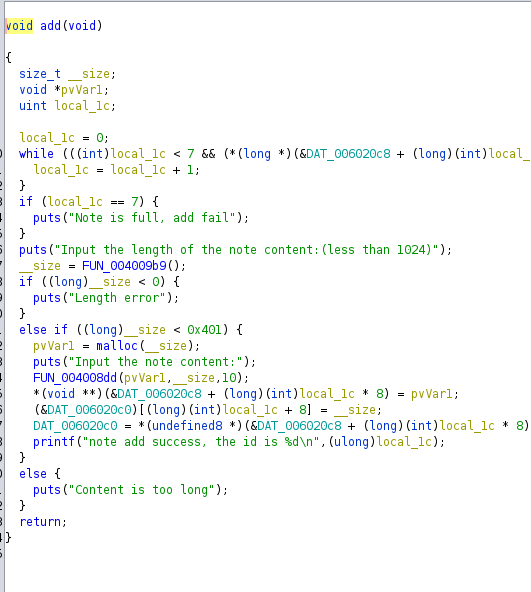 void add(void)
{
size_t __size;
void *pvVar1;
uint local_1c;
local_1c = 0;
while (((int)local_1c < 7 && (*(long *)(&DAT_006020c8 + (long)(int)local_
local_1c = local_1c + 1;
}
if (local_1c == 7) {
puts("Note is full, add fail");
}
puts("Input the length of the note content:(less than 1024)");
__size = FUN_004009b9();
if ((long)__size < 0) {
puts("Length error");
}
else if ((long)__size < 0x401) {
pvVar1 = malloc(__size);
puts("Input the note content:");
FUN_004008dd(pvVar1,__size,10);
*(void **)(&DAT_006020c8 + (long)(int)local_1c * 8) = pvVar1;
(&DAT_006020c0)[(long)(int)local_1c + 8] = __size;
DAT_006020c0 = *(undefined8 *)(&DAT_006020c8 + (long)(int)local_1c * 8)
printf("note add success, the id is %d\n",(ulong)local_1c);
}
else {
puts("Content is too long");
}
return;
}